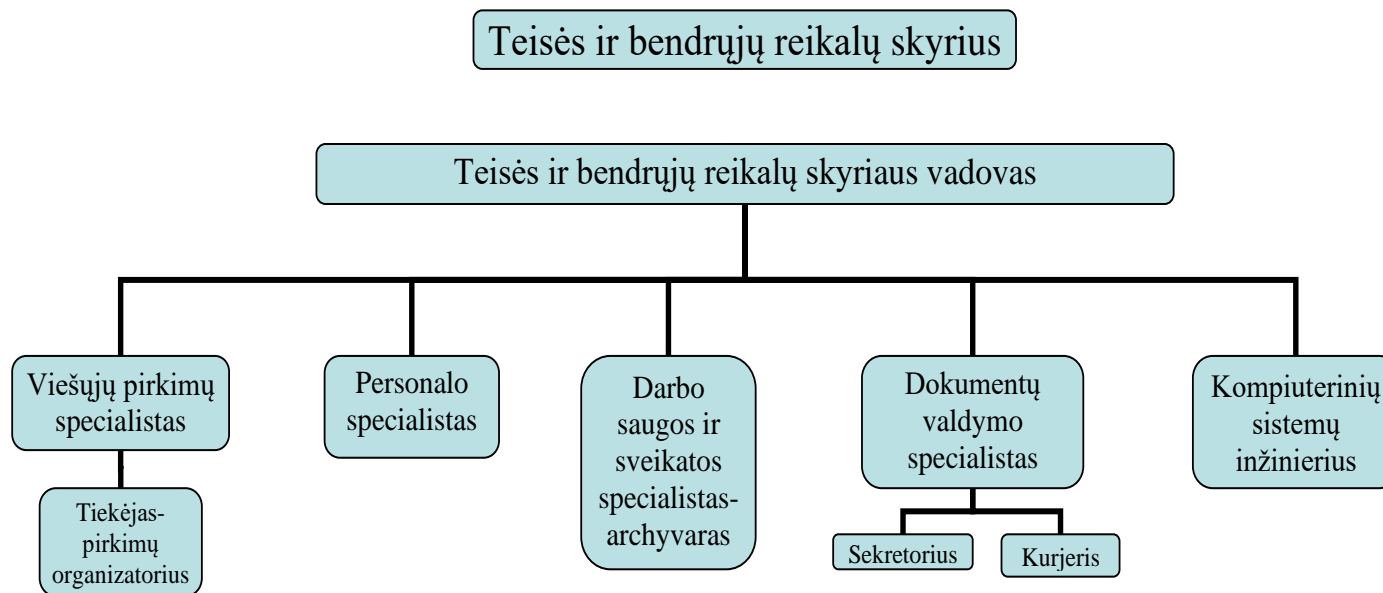 Teisės ir bendrųjų reikalų skyrius
Teisės ir bendrųjų reikalų skyriaus vadovas
Viešųjų pirkimų
specialistas
Personalo
specialistas
Darbo
saugos ir
sveikatos
specialistas-
archyvaras
Dokumentų
valdymo
specialistas
Kompiuterinių
sistemų
inžinierius
Tiekėjas-
pirkimų
organizatorius
Sekretorius
Kurjeris